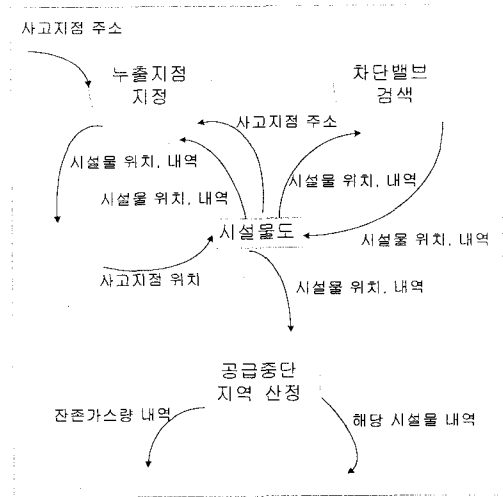 사고지점 주소
누출지점
지정
차단밸브
검색
사고지점 주소
시설물 위치, 내역
시설물 위치, 내역
시설물 위치, 내역
시설물도
시설물 위치, 내역
사고지점 위치
시설물 위치, 내역
공급중단
지역 산정
잔존가스량 내역
해당 시설물 내역